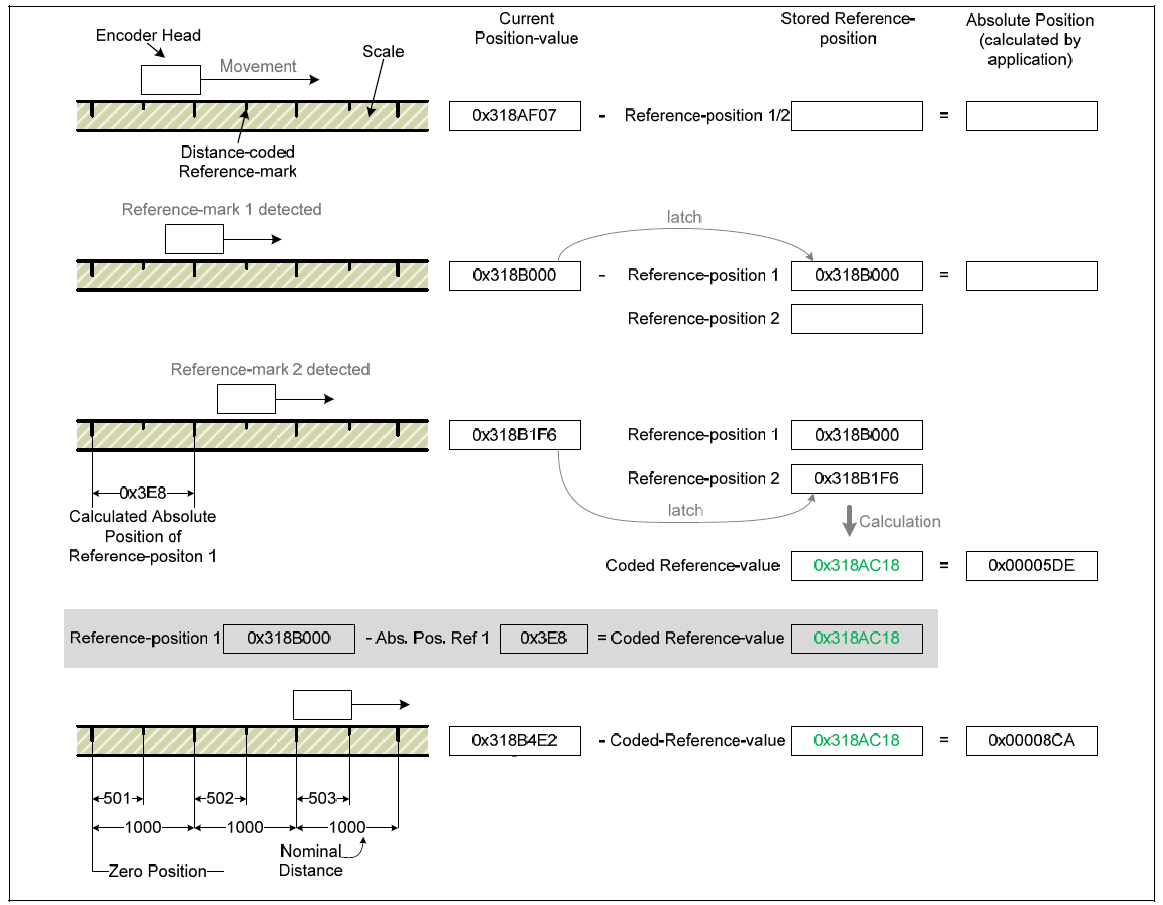 Current
Position-value
Stored Reference-
position
Absolute Position
(calculated by
application)
Encoder Head
Movement
Scale
0x318AF07
-
Reference-position 1/2
=
Distance-coded
Reference-mark
Reference-mark 1 detected
latch
0x318B000
-
Reference-position 1
0x318B000
=
Reference-position 2
Reference-mark 2 detected
0x318B1F6
Reference-position 1
0x318B000
Reference-position 2
0x318B1F6
0x3E8
latch
Calculation
Calculated Absolute
Position of
Reference-positon 1
Coded Reference-value
0x318AC18
=
0x00005DE
Reference-position 1
0x318B000
- Abs. Pos. Ref 1
0x3E8
= Coded Reference-value
0x318AC18
0x318B4E2
- Coded-Reference-value
0x318AC18
=
0x00008CA
501
502
503
1000
1000
1000
Nominal
Distance
Zero Position